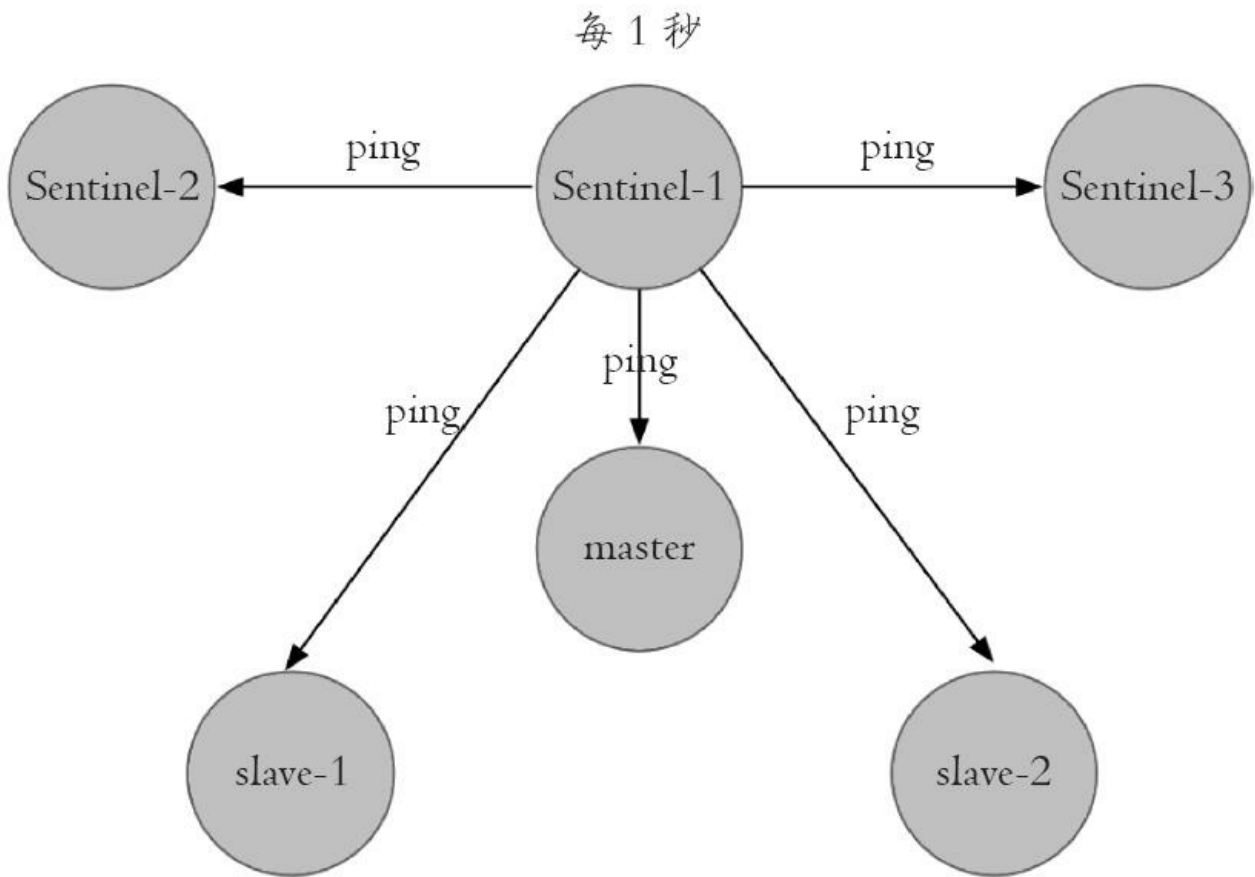 每 1 秒
ping
ping
Sentinel-2
Sentinel-1
Sentinel-3
ping
ping
ping
master
slave-1
slave-2